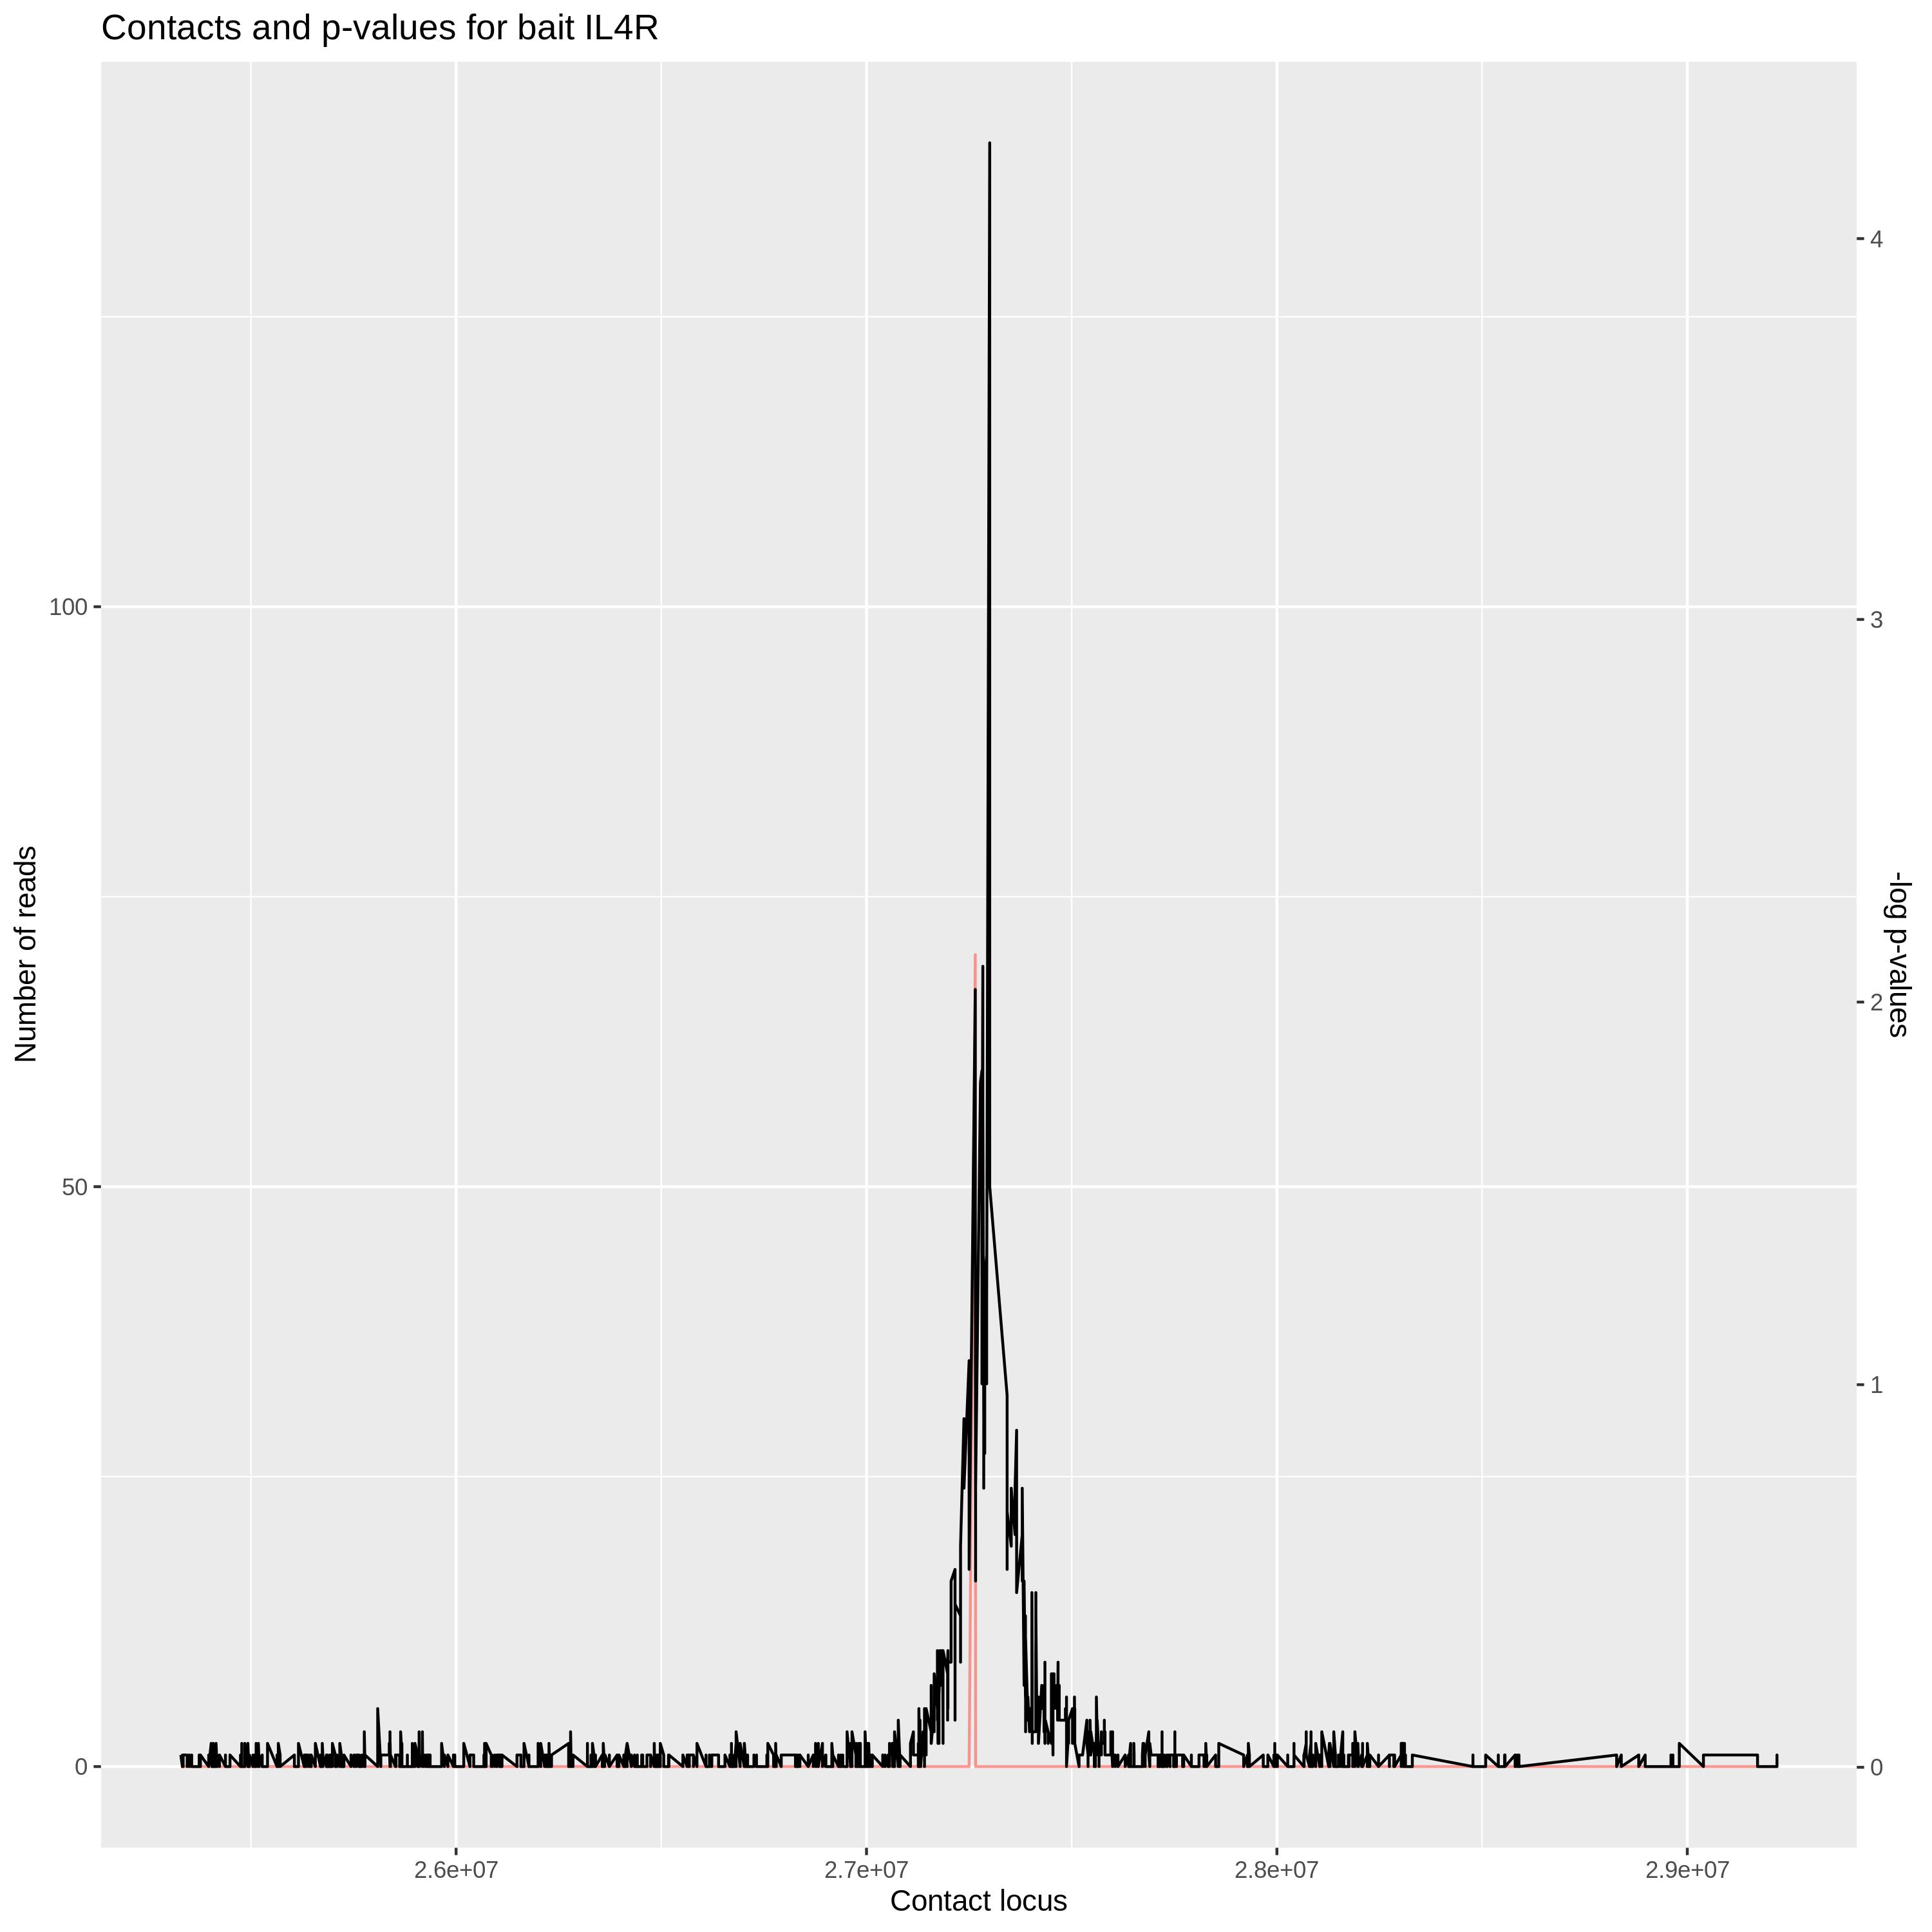 Contacts and p-values for bait IL4R
Number of reads
100
50
0
4
3
2
1
0
-log p-values
2.6e+07
2.7e+07
2.8e+07
2.9e+07
Contact locus